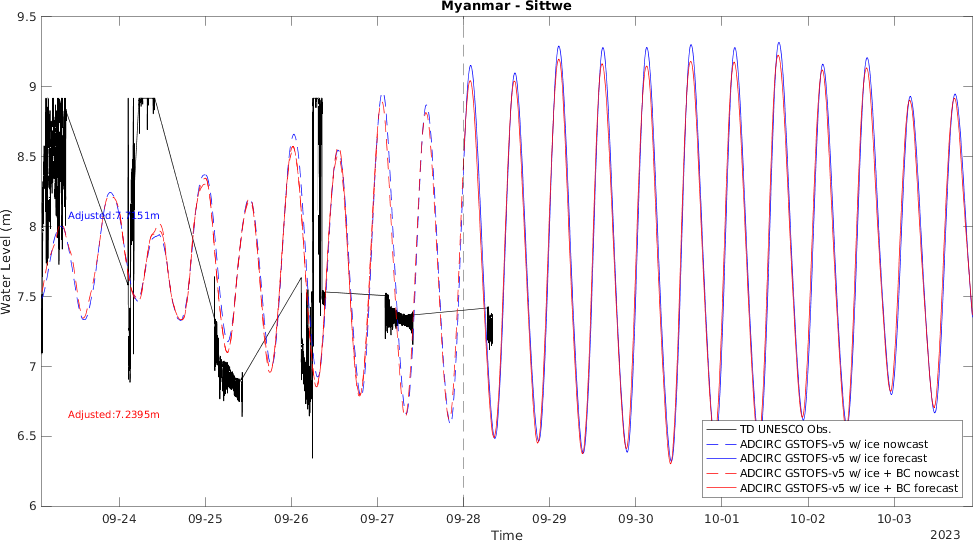 Myanmar - Sittwe
9.5
9
8.5
8
7.5
7
6.5
6
Water Level (m)
Adjusted:7.7151m
Adjusted:7.2395m
TD UNESCO Obs.
ADCIRC GSTOFS-v5 w/ ice nowcast
ADCIRC GSTOFS-v5 w/ ice forecast
ADCIRC GSTOFS-v5 w/ ice + BC nowcast
ADCIRC GSTOFS-v5 w/ ice + BC forecast
09-24 09-25 09-26 09-27 09-28 09-29 09-30 10-01 10-02 10-03
Time
2023